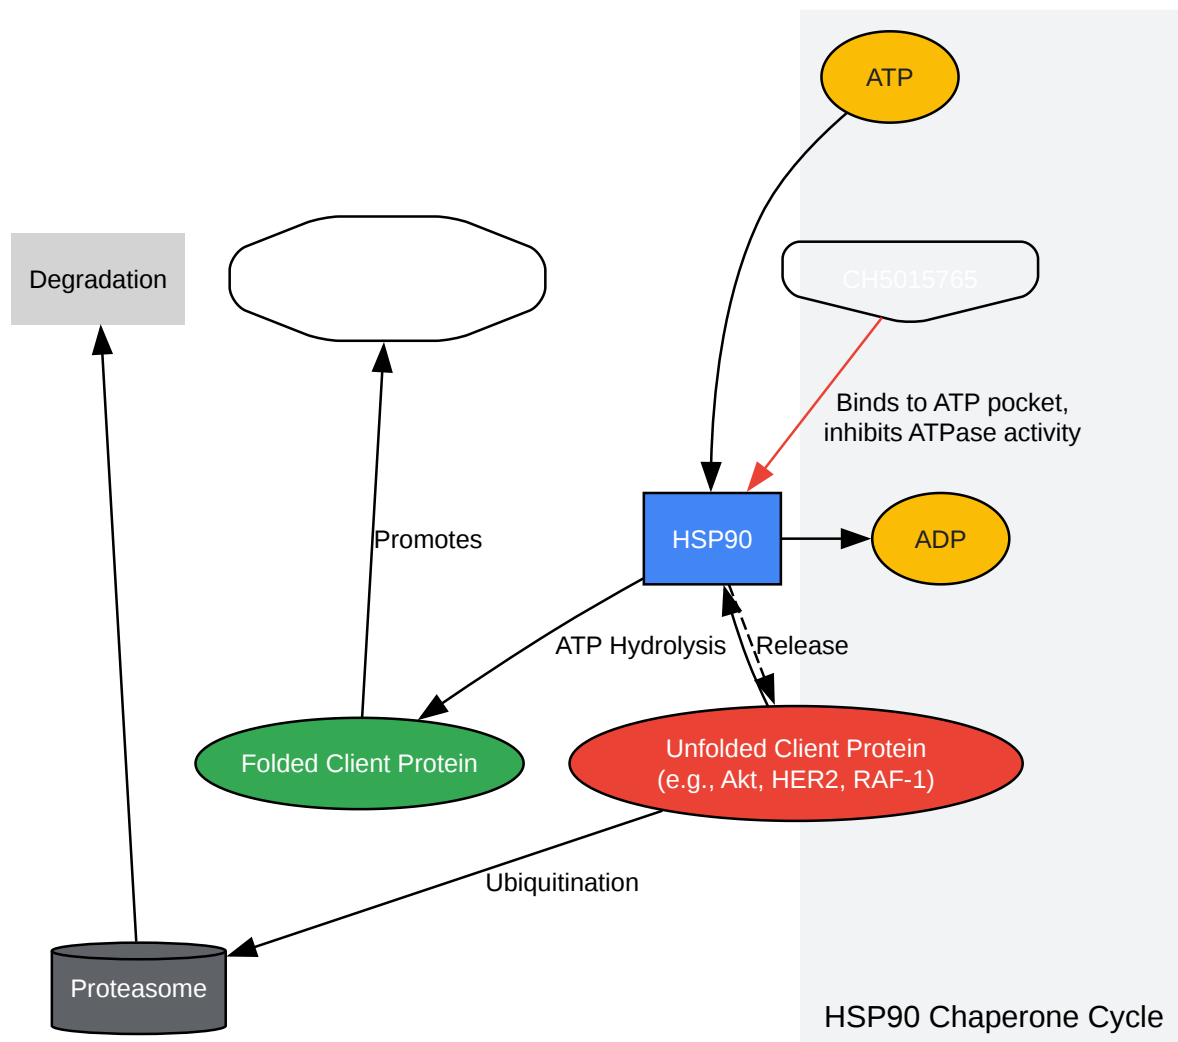 ATP
Degradation
CH5015765
Binds to ATP pocket,
inhibits ATPase activity
Promotes
HSP90
ADP
ATP Hydrolysis
Release
Folded Client Protein
Unfolded Client Protein
(e.g., Akt, HER2, RAF-1)
Ubiquitination
Proteasome
HSP90 Chaperone Cycle